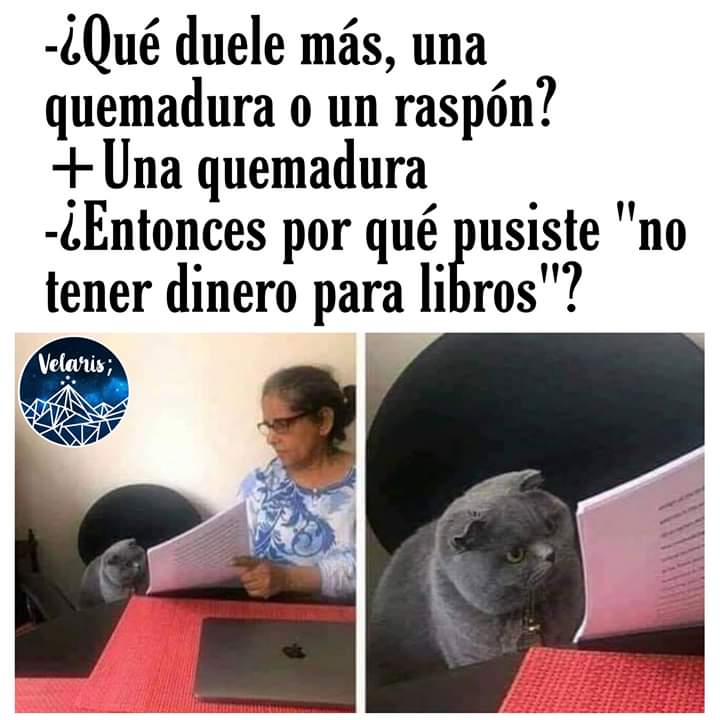 -¿Qué duele más, una
quemadura o un raspón?
+Una quemadura
-¿Entonces por qué pusiste "no
tener dinero para libros"?
Velaris;